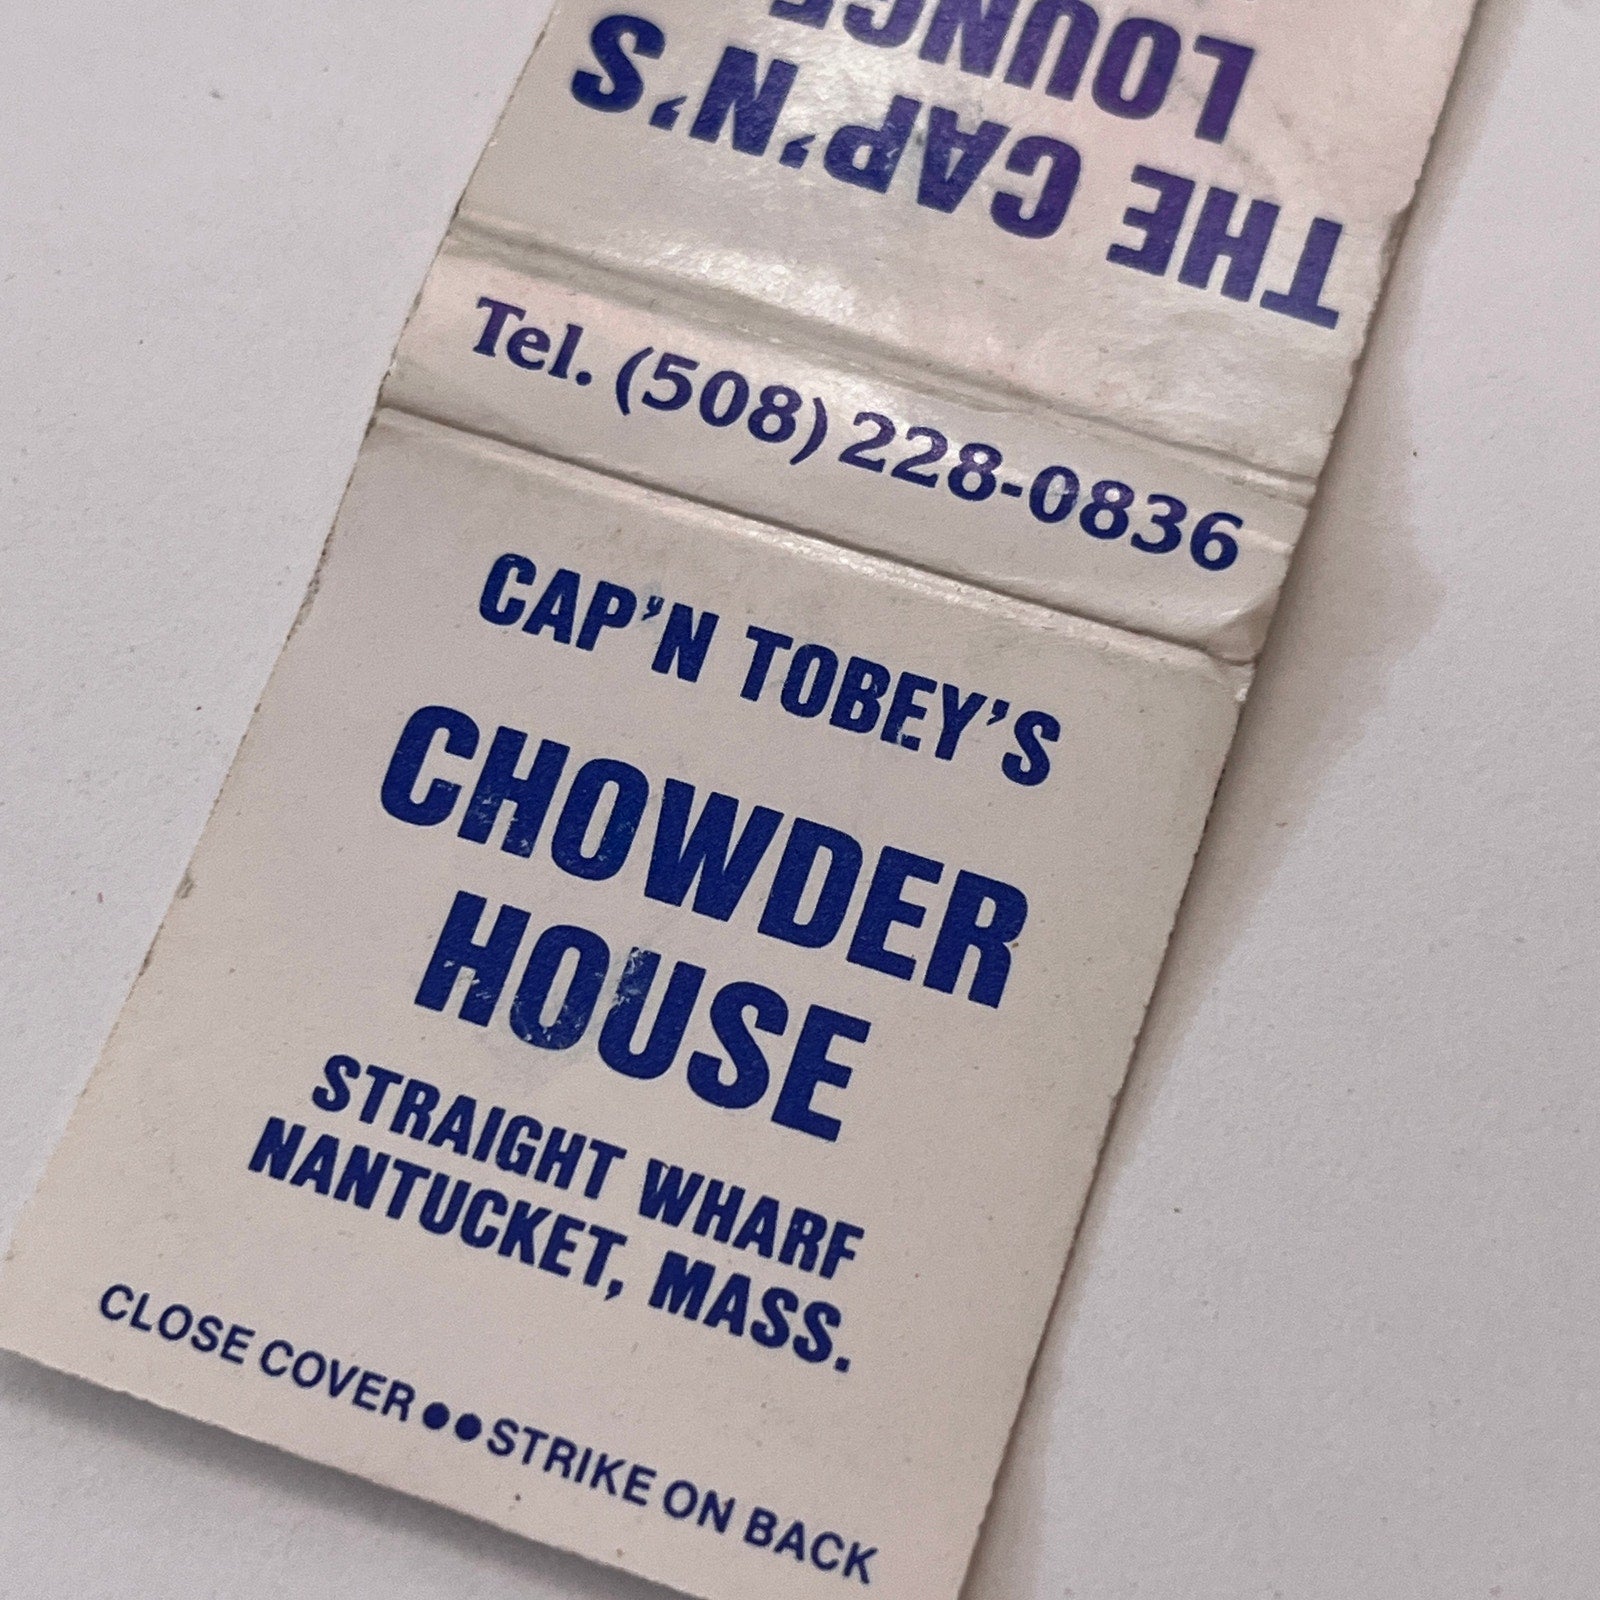 THE CAP'N'S
LOUNGE
Tel. (508) 228-0836
CAP'N TOBEY'S
CHOWDER
HOUSE
STRAIGHT WHARF
NANTUCKET, MASS.
CLOSE COVER●●STRIKE ON BACK